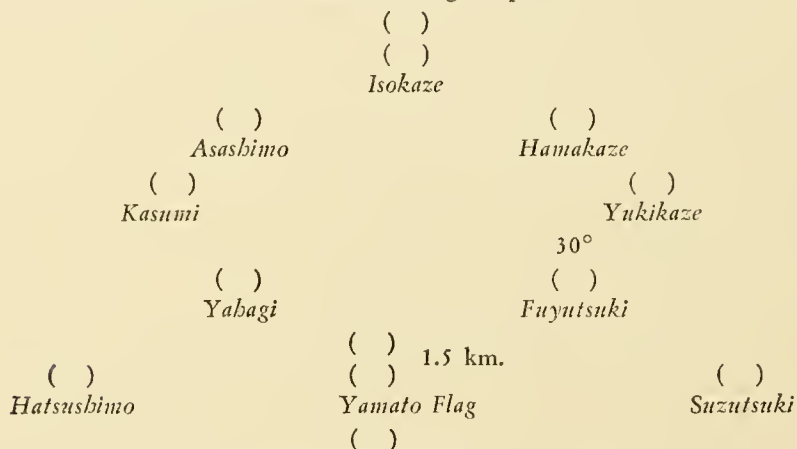 ( )
( )
Isokaze
( ) ( )
Asashimo Hamakaze
( ) ( )
Kasumi Yukikaze
30°
( ) ( )
Yahagi Fuyutsuki
( ) 1.5 km.
( ) ( ) ( )
Hatsushimo Yamato Flag Suzutsuki
( )